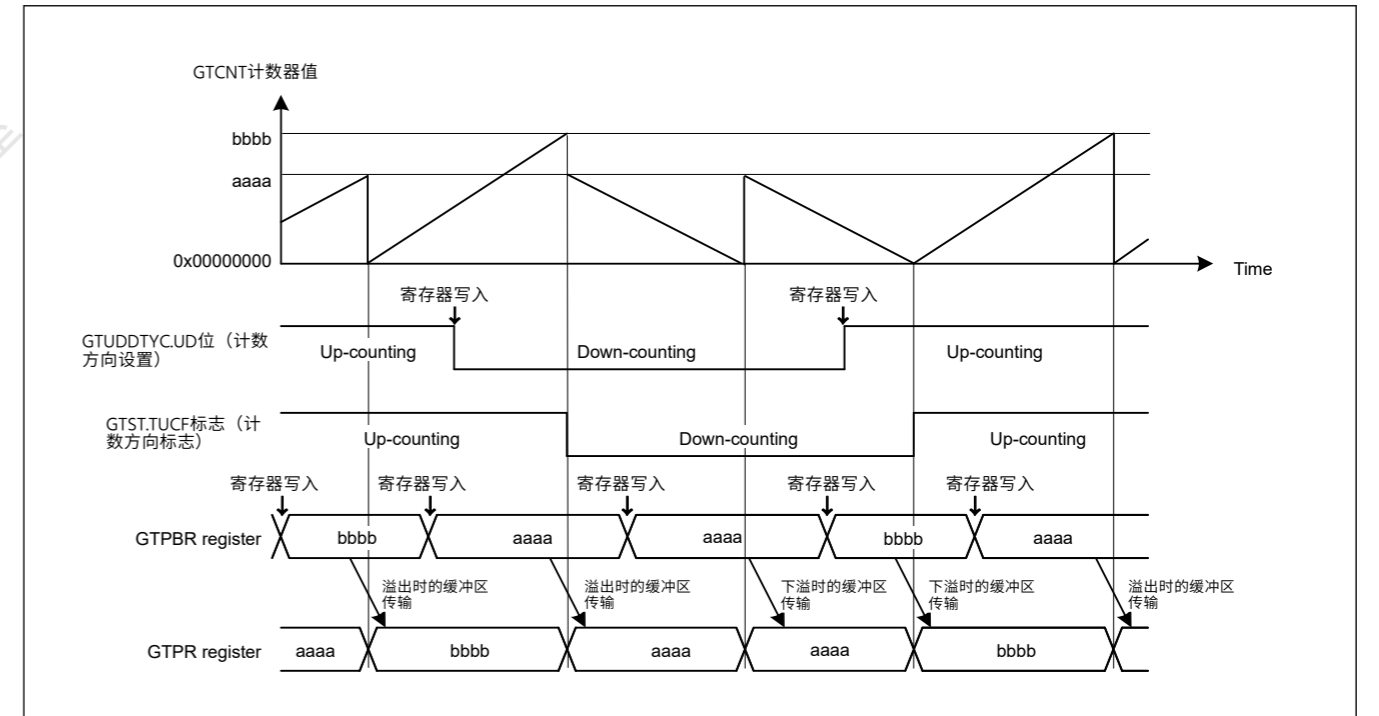 GTCNT计数器值
bbbb
aaaa
0x00000000
Time
寄存器写入
寄存器写入
GTUDDTYC.UD位（计数
方向设置）
Up-counting
Down-counting
Up-counting
GTST.TUCF标志（计
数方向标志）
Up-counting
Down-counting
Up-counting
寄存器写入
寄存器写入
寄存器写入
寄存器写入
寄存器写入
GTPBR register
bbbb
aaaa
aaaa
bbbb
aaaa
溢出时的缓冲区
传输
溢出时的缓冲区
传输
下溢时的缓冲区
传输
下溢时的缓冲区
传输
溢出时的缓冲区
传输
GTPR register
aaaa
bbbb
aaaa
aaaa
bbbb